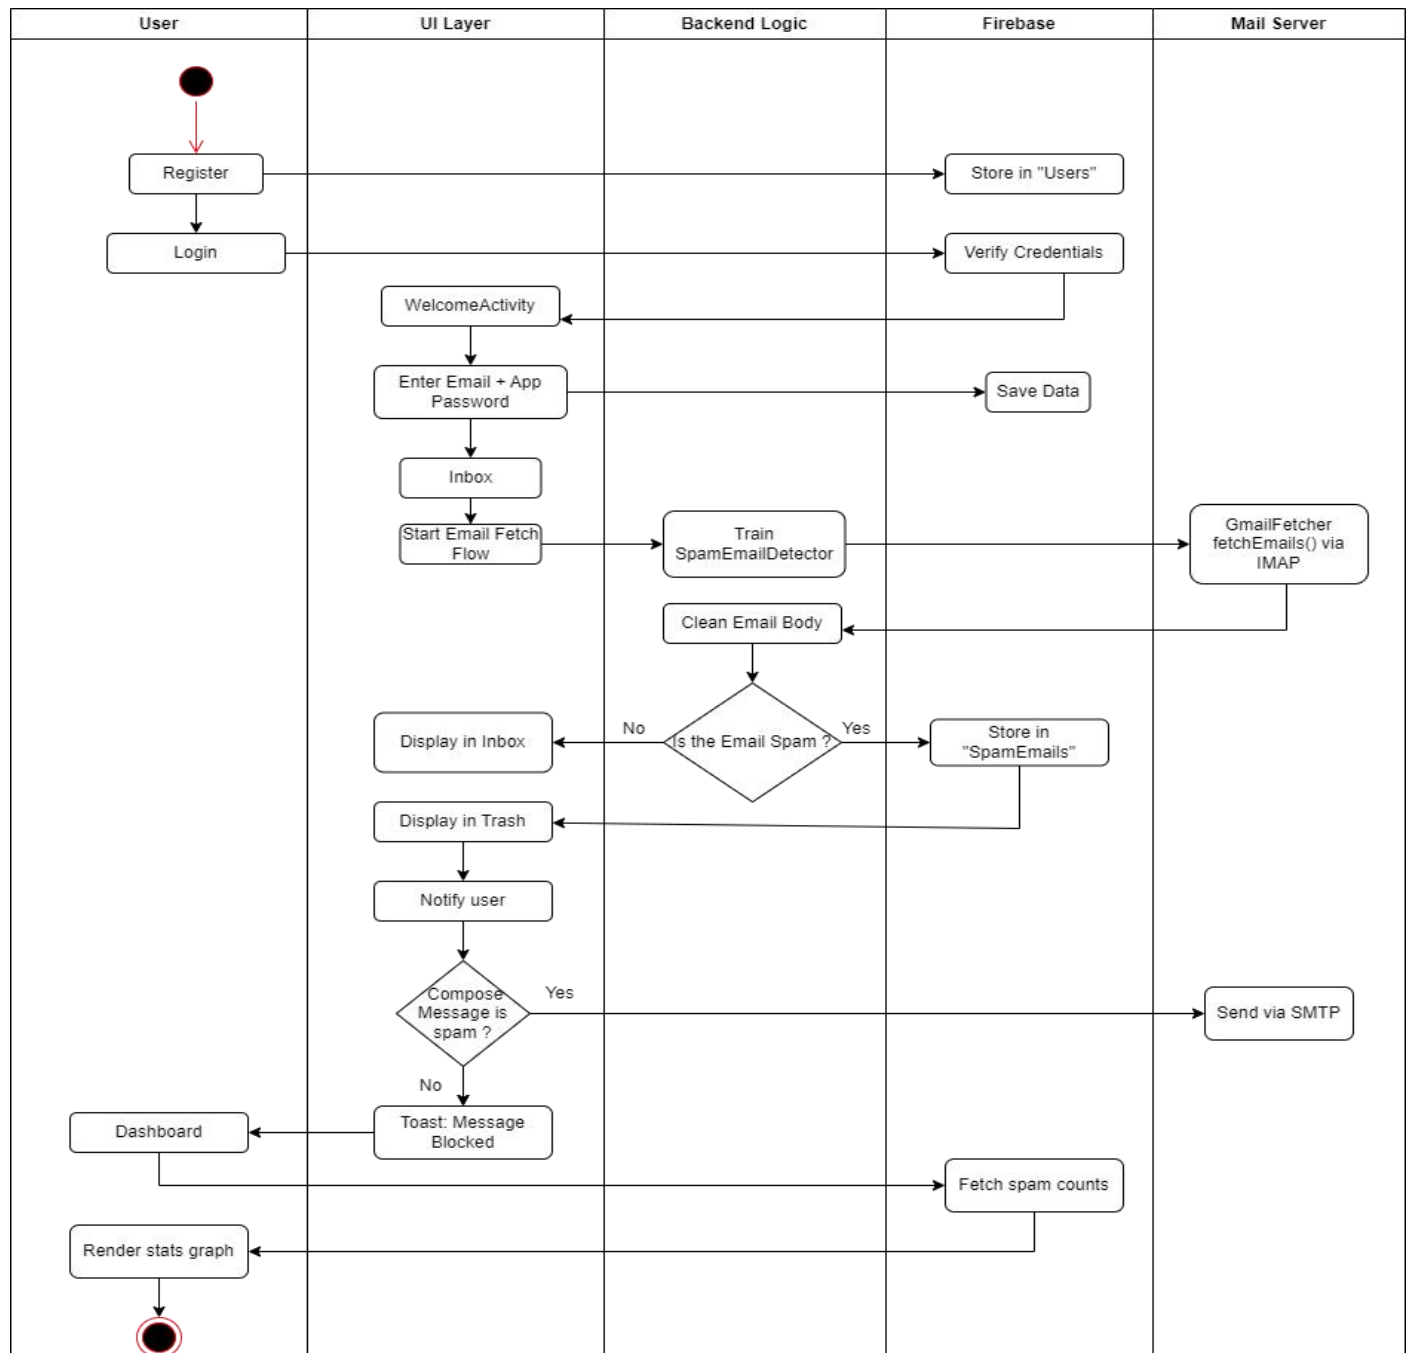 User
UI Layer
Backend Logic
Firebase
Mail Server
Register
Store in "Users"
Login
Verify Credentials
WelcomeActivity
Enter Email + App
Password
Save Data
Inbox
Start Email Fetch
Flow
Train
SpamEmailDetector
GmailFetcher
fetchEmails() via
IMAP
Clean Email Body
No
Is the Email Spam ?
Yes
Display in Inbox
Store in
"SpamEmails"
Display in Trash
Notify user
Compose
Message is
spam ?
Yes
Send via SMTP
No
Toast: Message
Blocked
Dashboard
Fetch spam counts
Render stats graph